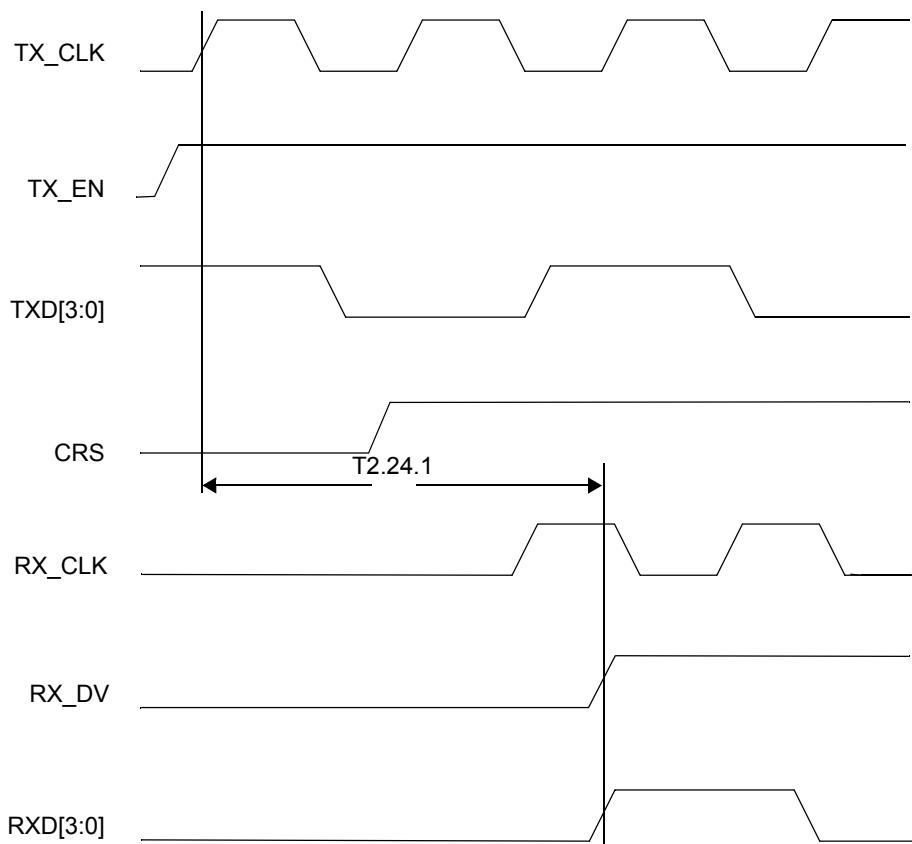 TX_CLK
TX_EN
TXD[3:0]
CRS
T2.24.1
RX_CLK
RX_DV
RXD[3:0]